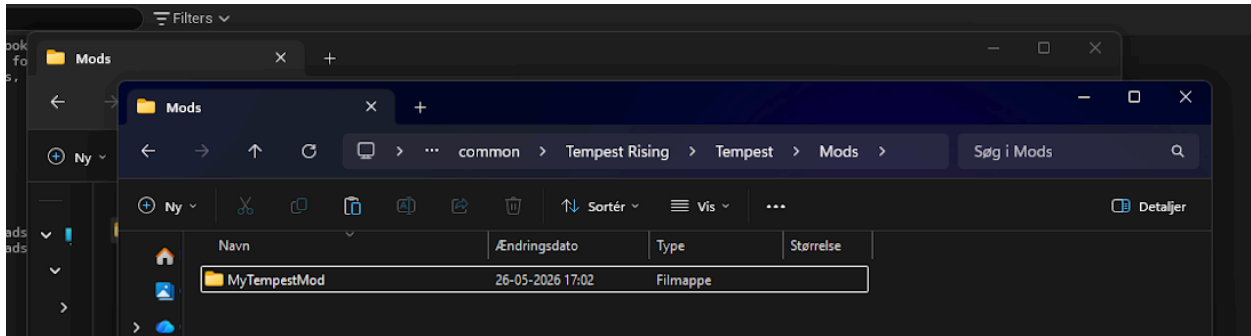 Filters
Mods
Mods
common > Tempest Rising > Tempest > Mods >
Søg i Mods
Ny
Ny
Sortér
Vis
Detaljer
Navn
Ændringsdato
Type
Størrelse
MyTempestMod
26-05-2026 17:02
Filmappe